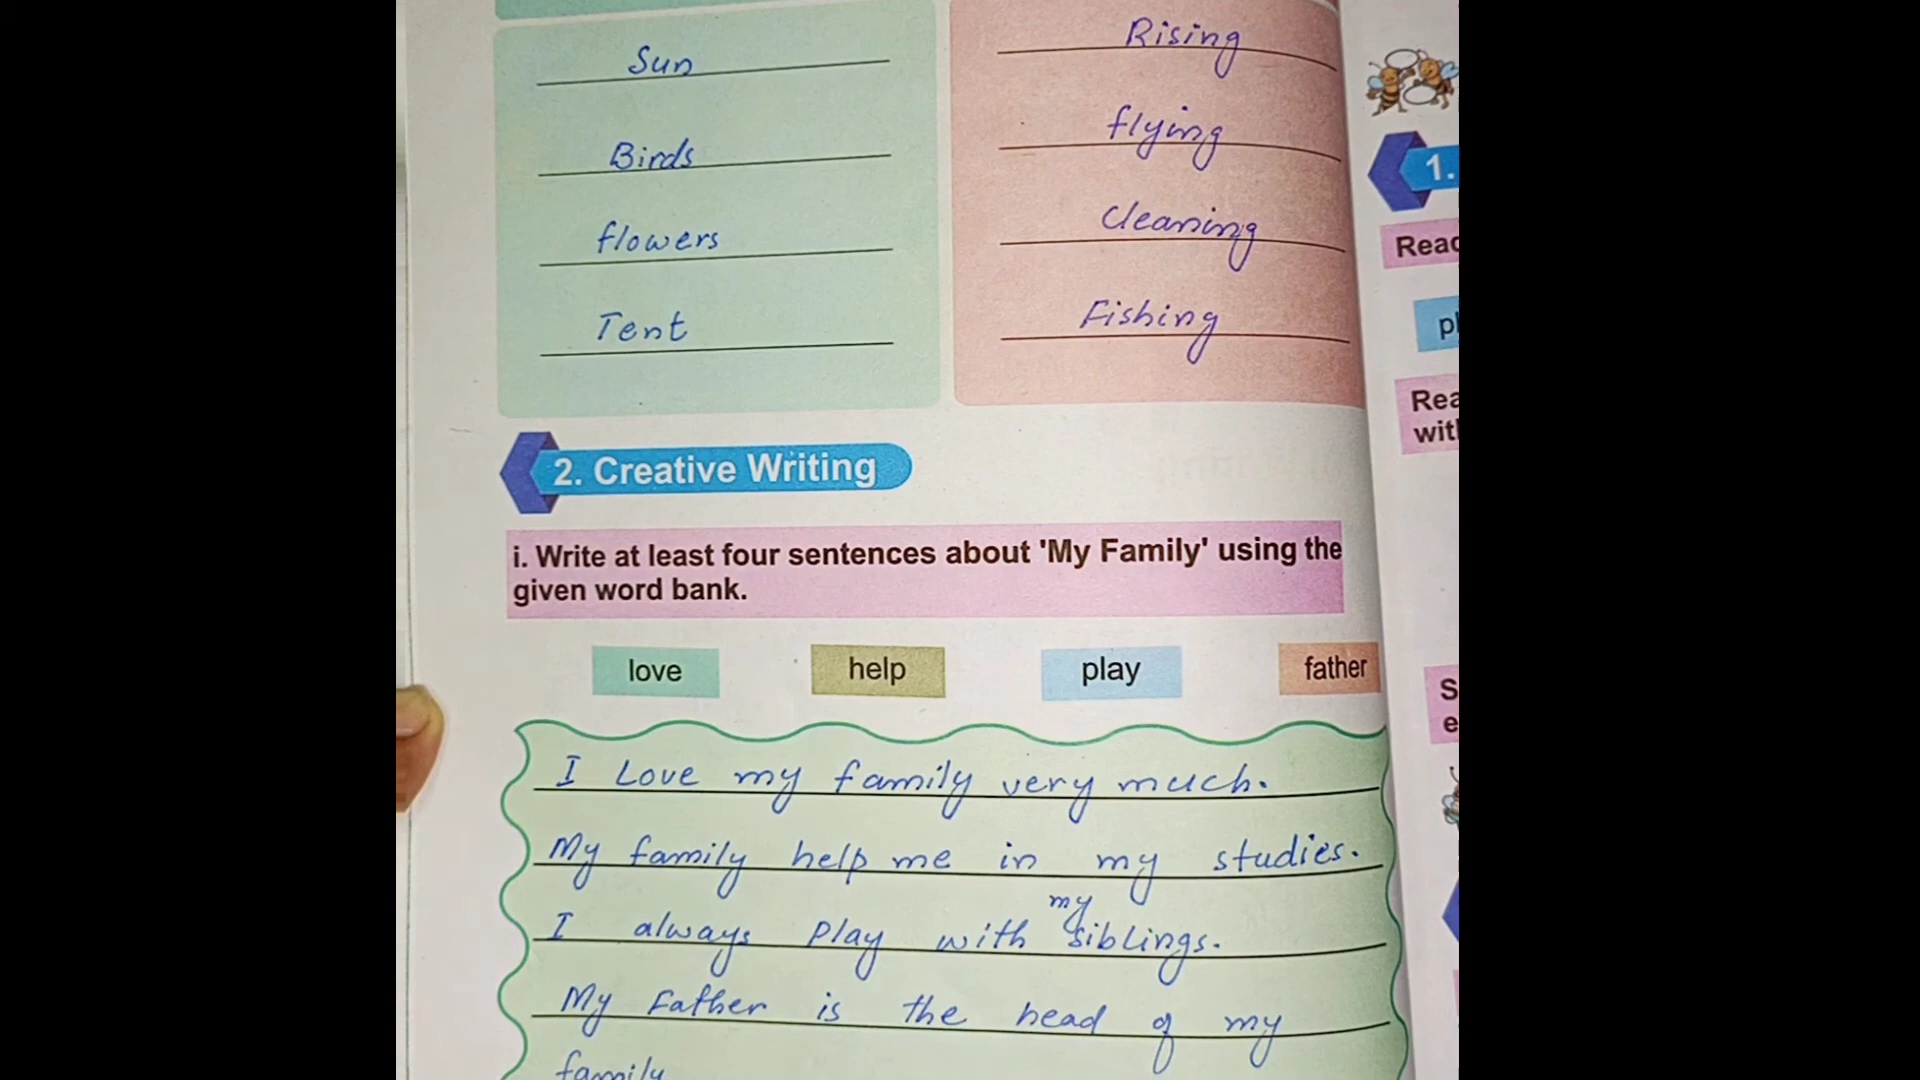 Sun
Rising
Birds
flying
flowers
Cleaning
Tent
Fishing
2. Creative Writing
i. Write at least four sentences about 'My Family' using the
given word bank.
love help play father
I Love my family very much.
My family help me in my studies.
my
I always Play with siblings.
My Father is the head of my
family
1.